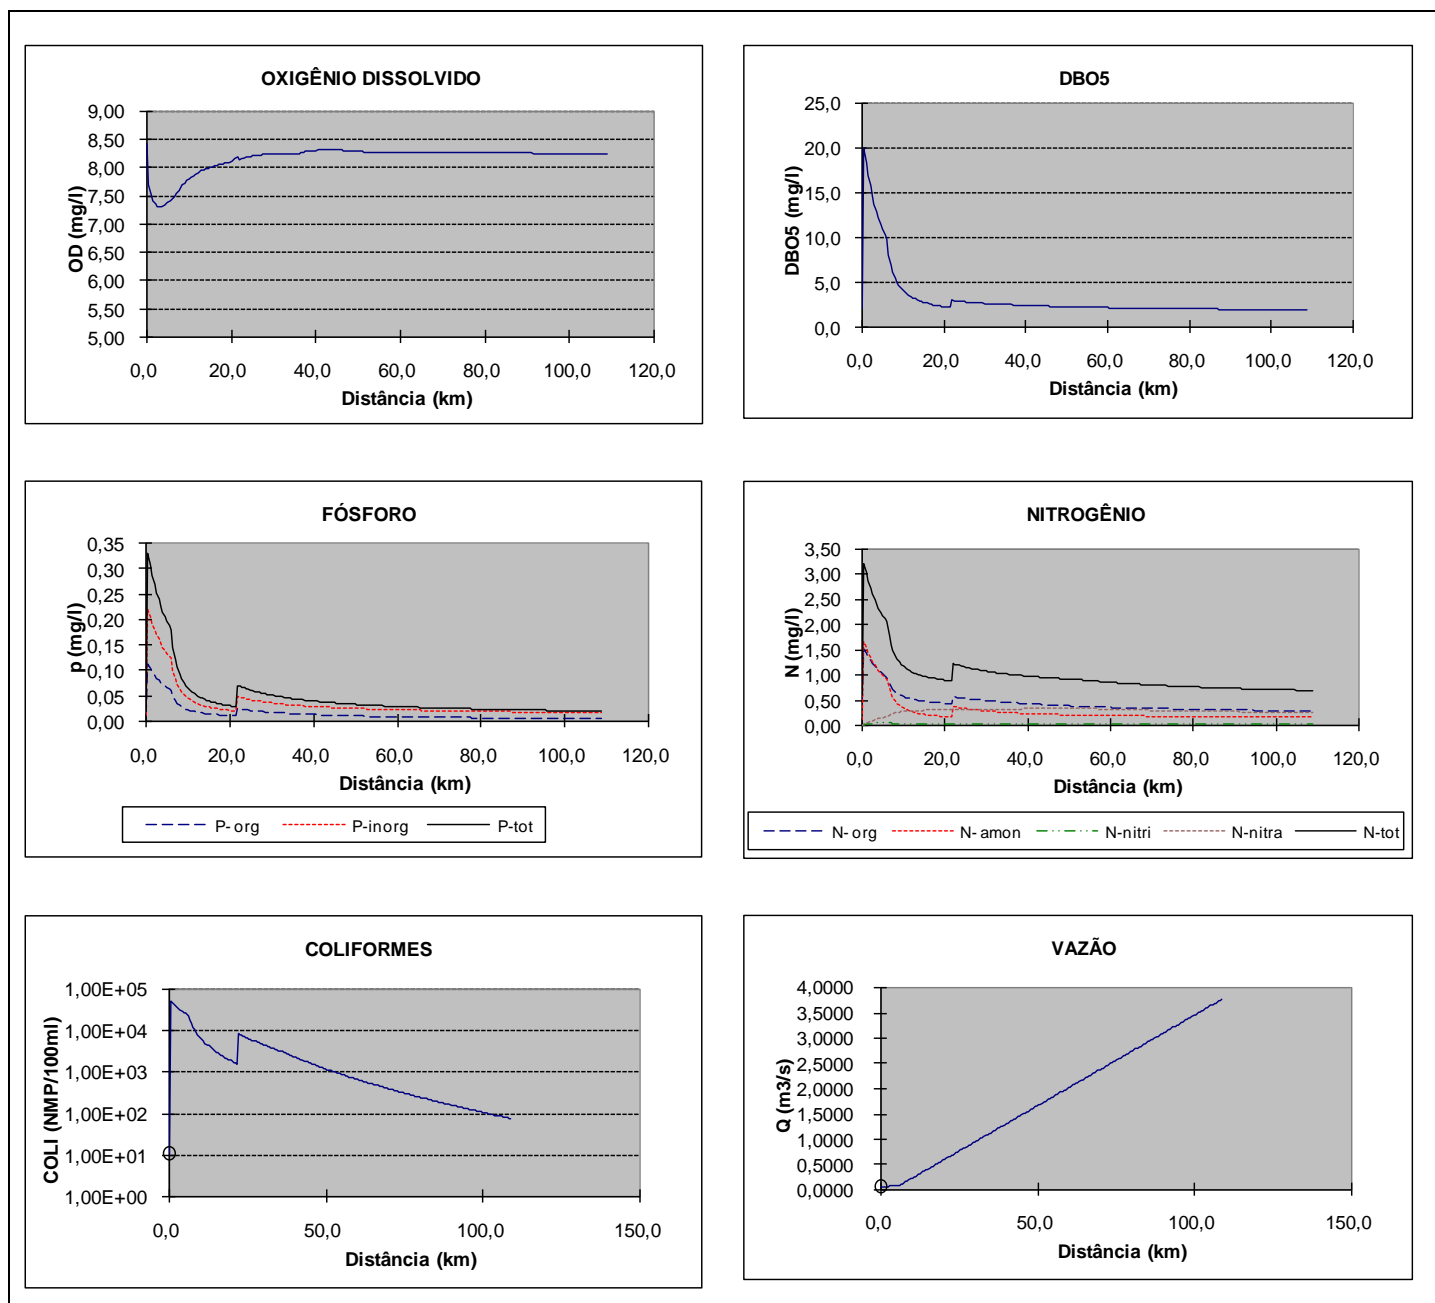 OXIGÊNIO DISSOLVIDO
9,00
8,50
8,00
7,50
7,00
6,50
6,00
5,50
5,00
OD (mg/l)
0,0 20,0 40,0 60,0 80,0 100,0 120,0
Distância (km)
DBO5
25,0
20,0
15,0
10,0
5,0
0,0
DBO5 (mg/l)
0,0 20,0 40,0 60,0 80,0 100,0 120,0
Distância (km)
FÓSFORO
0,35
0,30
0,25
0,20
0,15
0,10
0,05
0,00
p (mg/l)
0,0 20,0 40,0 60,0 80,0 100,0 120,0
Distância (km)
P-org P-inorg P-tot
NITROGÊNIO
3,50
3,00
2,50
2,00
1,50
1,00
0,50
0,00
N (mg/l)
0,0 20,0 40,0 60,0 80,0 100,0 120,0
Distância (km)
N-org N-amon N-nitri N-nitra N-tot
COLIFORMES
1,00E+05
1,00E+04
1,00E+03
1,00E+02
1,00E+01
1,00E+00
COLI (NMP/100ml)
0,0 50,0 100,0 150,0
Distância (km)
VAZÃO
4,0000
3,5000
3,0000
2,5000
2,0000
1,5000
1,0000
0,5000
0,0000
Q (m3/s)
0,0 50,0 100,0 150,0
Distância (km)